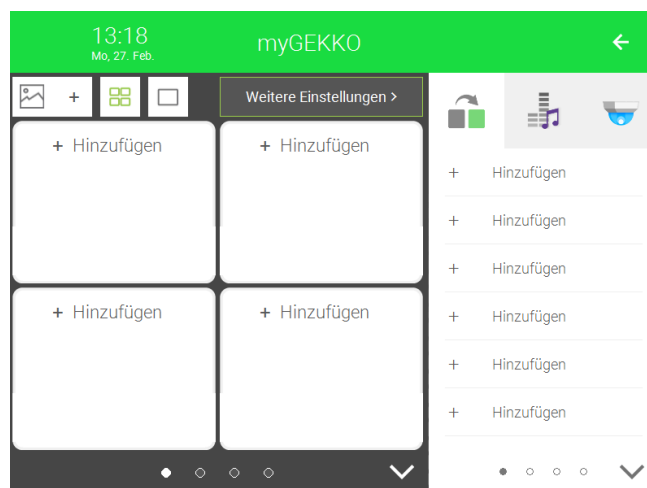 13:18
Mo, 27. Feb.
myGEKKO
+
Weitere Einstellungen >
+ Hinzufügen
+ Hinzufügen
+ Hinzufügen
+ Hinzufügen
+ Hinzufügen
+ Hinzufügen
+ Hinzufügen
+ Hinzufügen
+ Hinzufügen
+ Hinzufügen